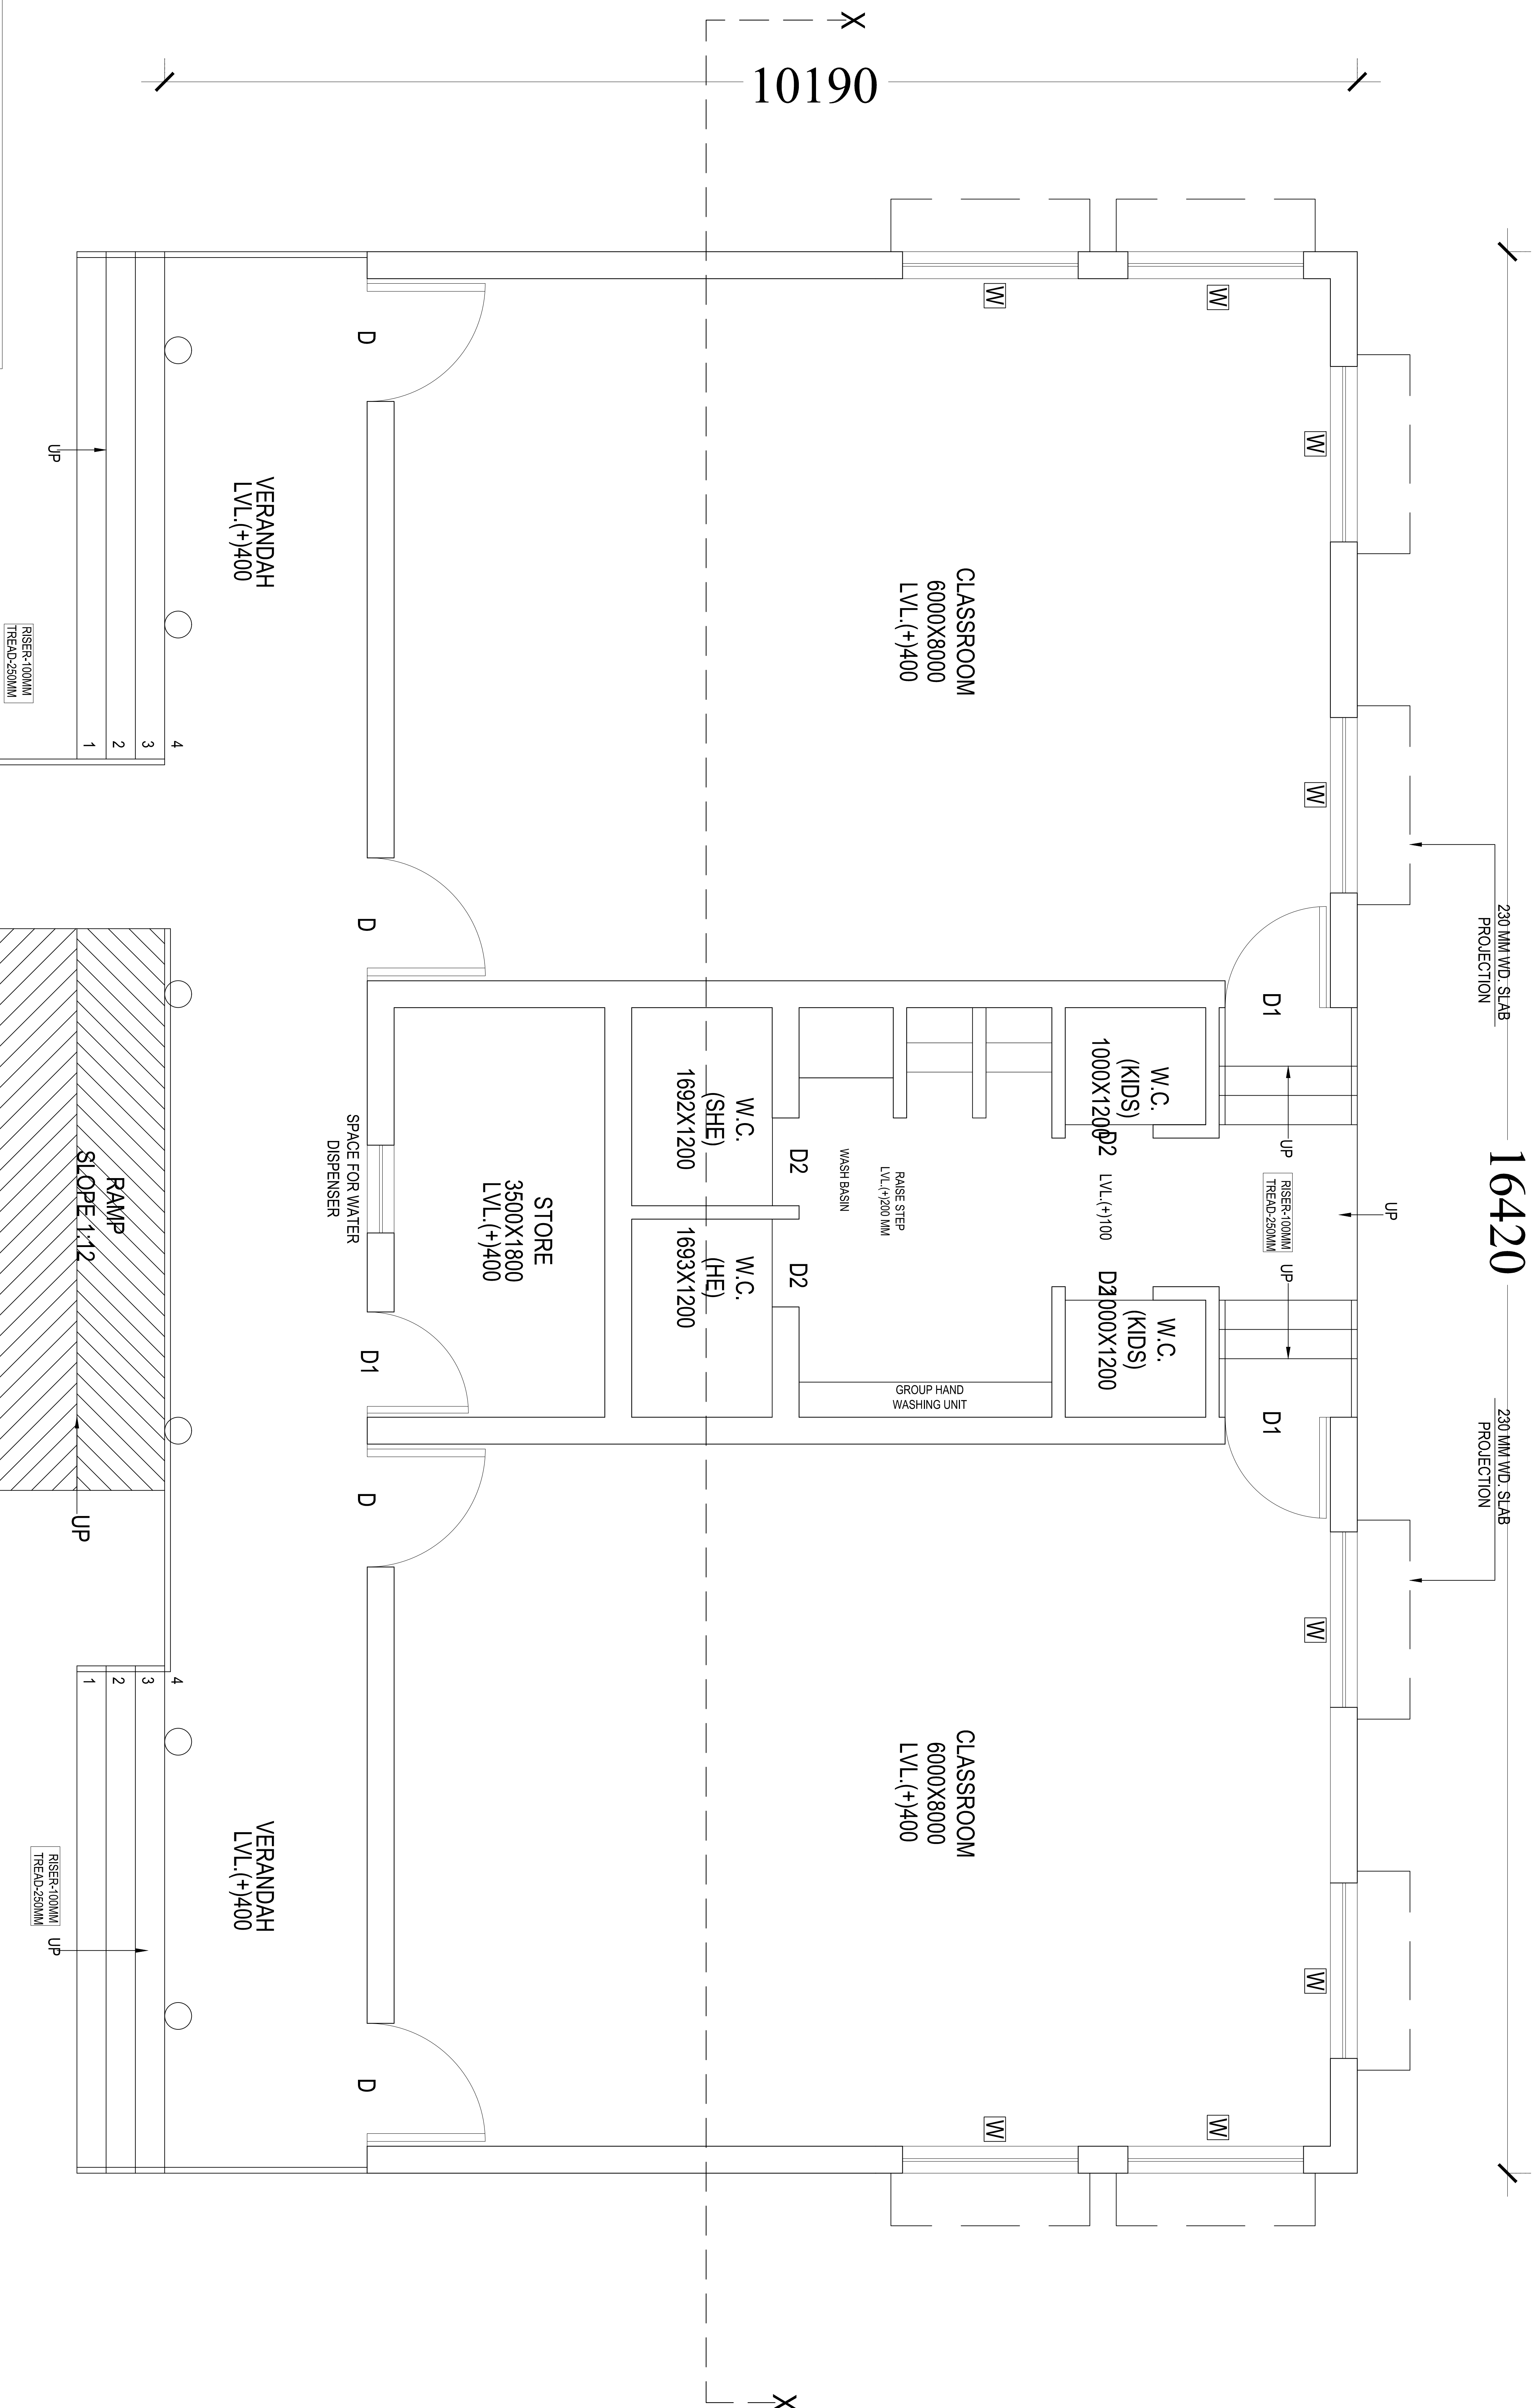 16420
230 MM WD. SLAB
PROJECTION
230 MM WD. SLAB
PROJECTION
10190
X
X
UP
UP
UP
RISER-100MM
TREAD-250MM
W
W
W
W
W
W
W
W
D1
D1
W.C.
(KIDS)
1000X1200
D2
LVL.(+)100
W.C.
(KIDS)
1000X1200
D2
CLASSROOM
6000X8000
LVL.(+)400
RAISE STEP
LVL.(+)200 MM
WASH BASIN
GROUP HAND
WASHING UNIT
CLASSROOM
6000X8000
LVL.(+)400
D2
D2
W.C.
(SHE)
1692X1200
W.C.
(HE)
1693X1200
STORE
3500X1800
LVL.(+)400
D
D
D1
D
D
SPACE FOR WATER
DISPENSER
VERANDAH
LVL.(+)400
VERANDAH
LVL.(+)400
4
3
2
1
4
3
2
1
RAMP
SLOPE 1:12
UP
UP
UP
RISER-100MM
TREAD-250MM
RISER-100MM
TREAD-250MM